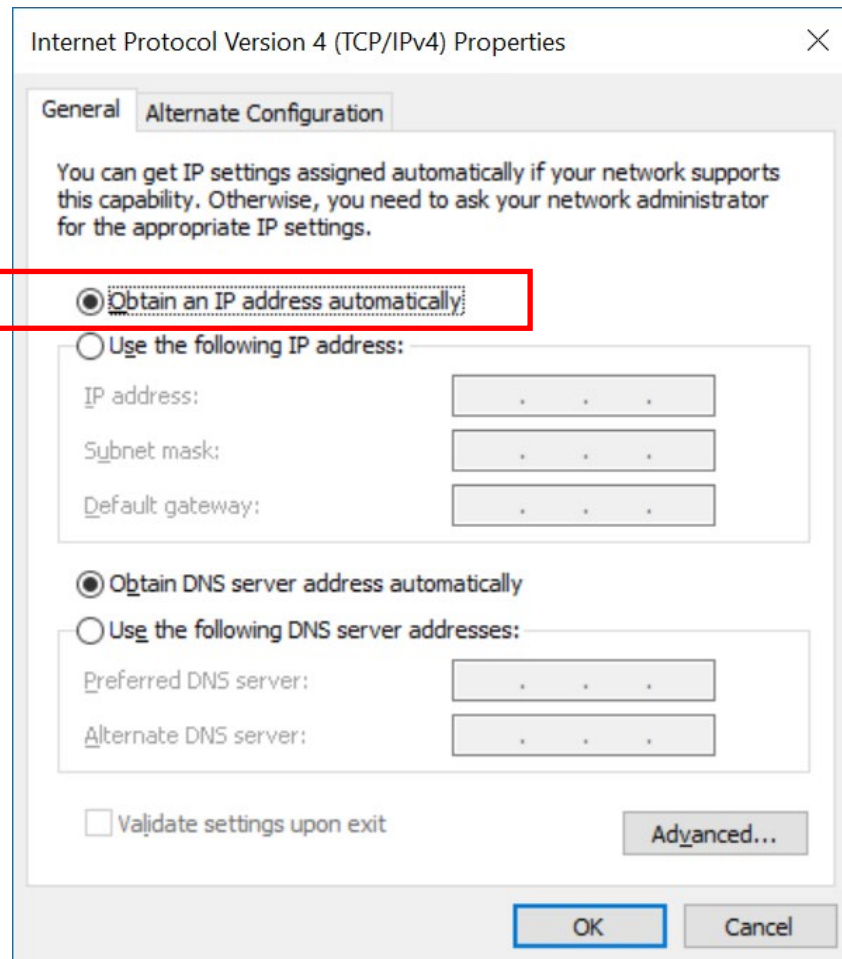 Internet Protocol Version 4 (TCP/IPv4) Properties
General
Alternate Configuration
You can get IP settings assigned automatically if your network supports
this capability. Otherwise, you need to ask your network administrator
for the appropriate IP settings.
Obtain an IP address automatically
Use the following IP address:
IP address:
Subnet mask:
Default gateway:
Obtain DNS server address automatically
Use the following DNS server addresses:
Preferred DNS server:
Alternate DNS server:
Validate settings upon exit
Advanced...
OK
Cancel